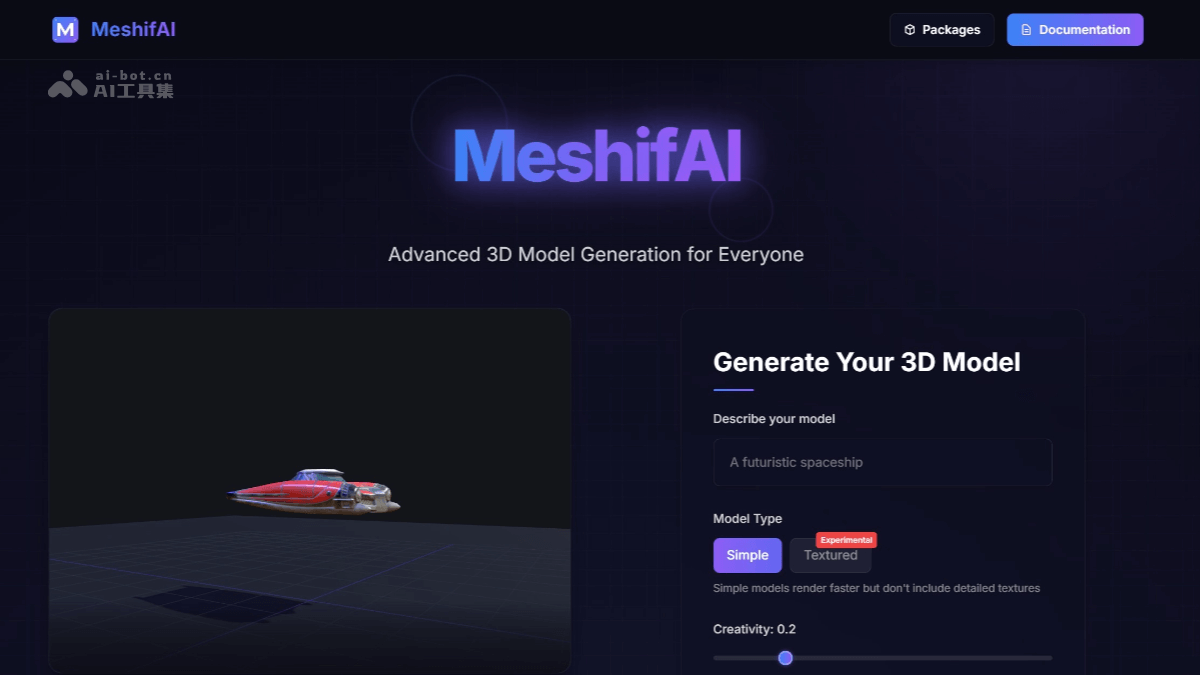 M MeshifAI
Packages
Documentation
ai-bot.cn
AI工具集
MeshifAI
Advanced 3D Model Generation for Everyone
Generate Your 3D Model
Describe your model
A futuristic spaceship
Model Type
Experimental
Simple
Textured
Simple models render faster but don't include detailed textures
Creativity: 0.2